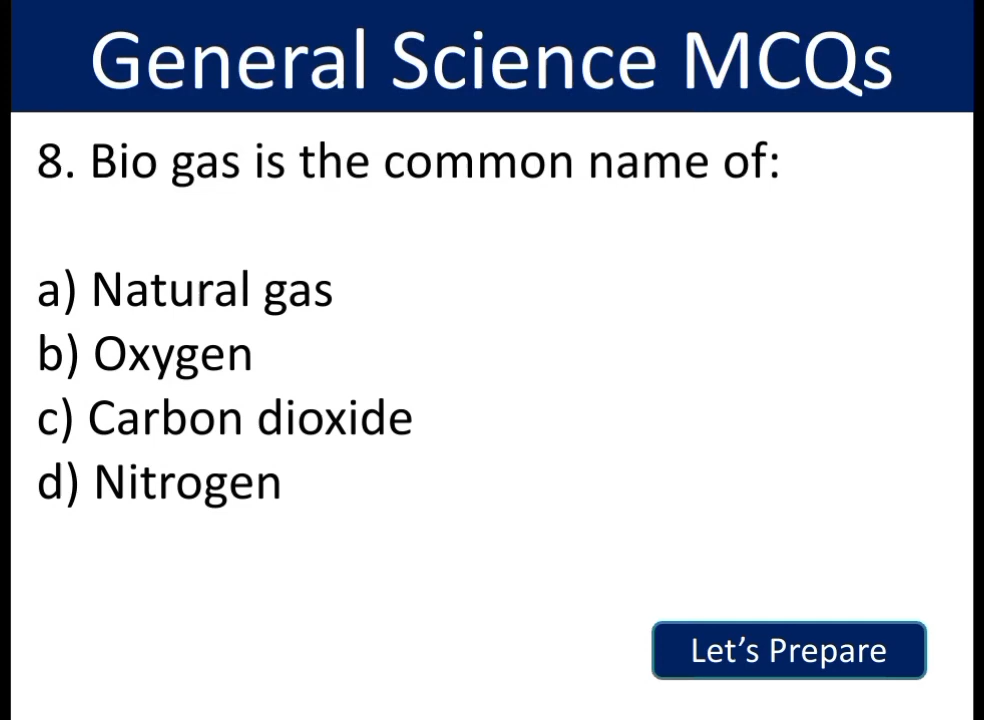 General Science MCQs
8. Bio gas is the common name of:
a) Natural gas
b) Oxygen
c) Carbon dioxide
d) Nitrogen
Let’s Prepare